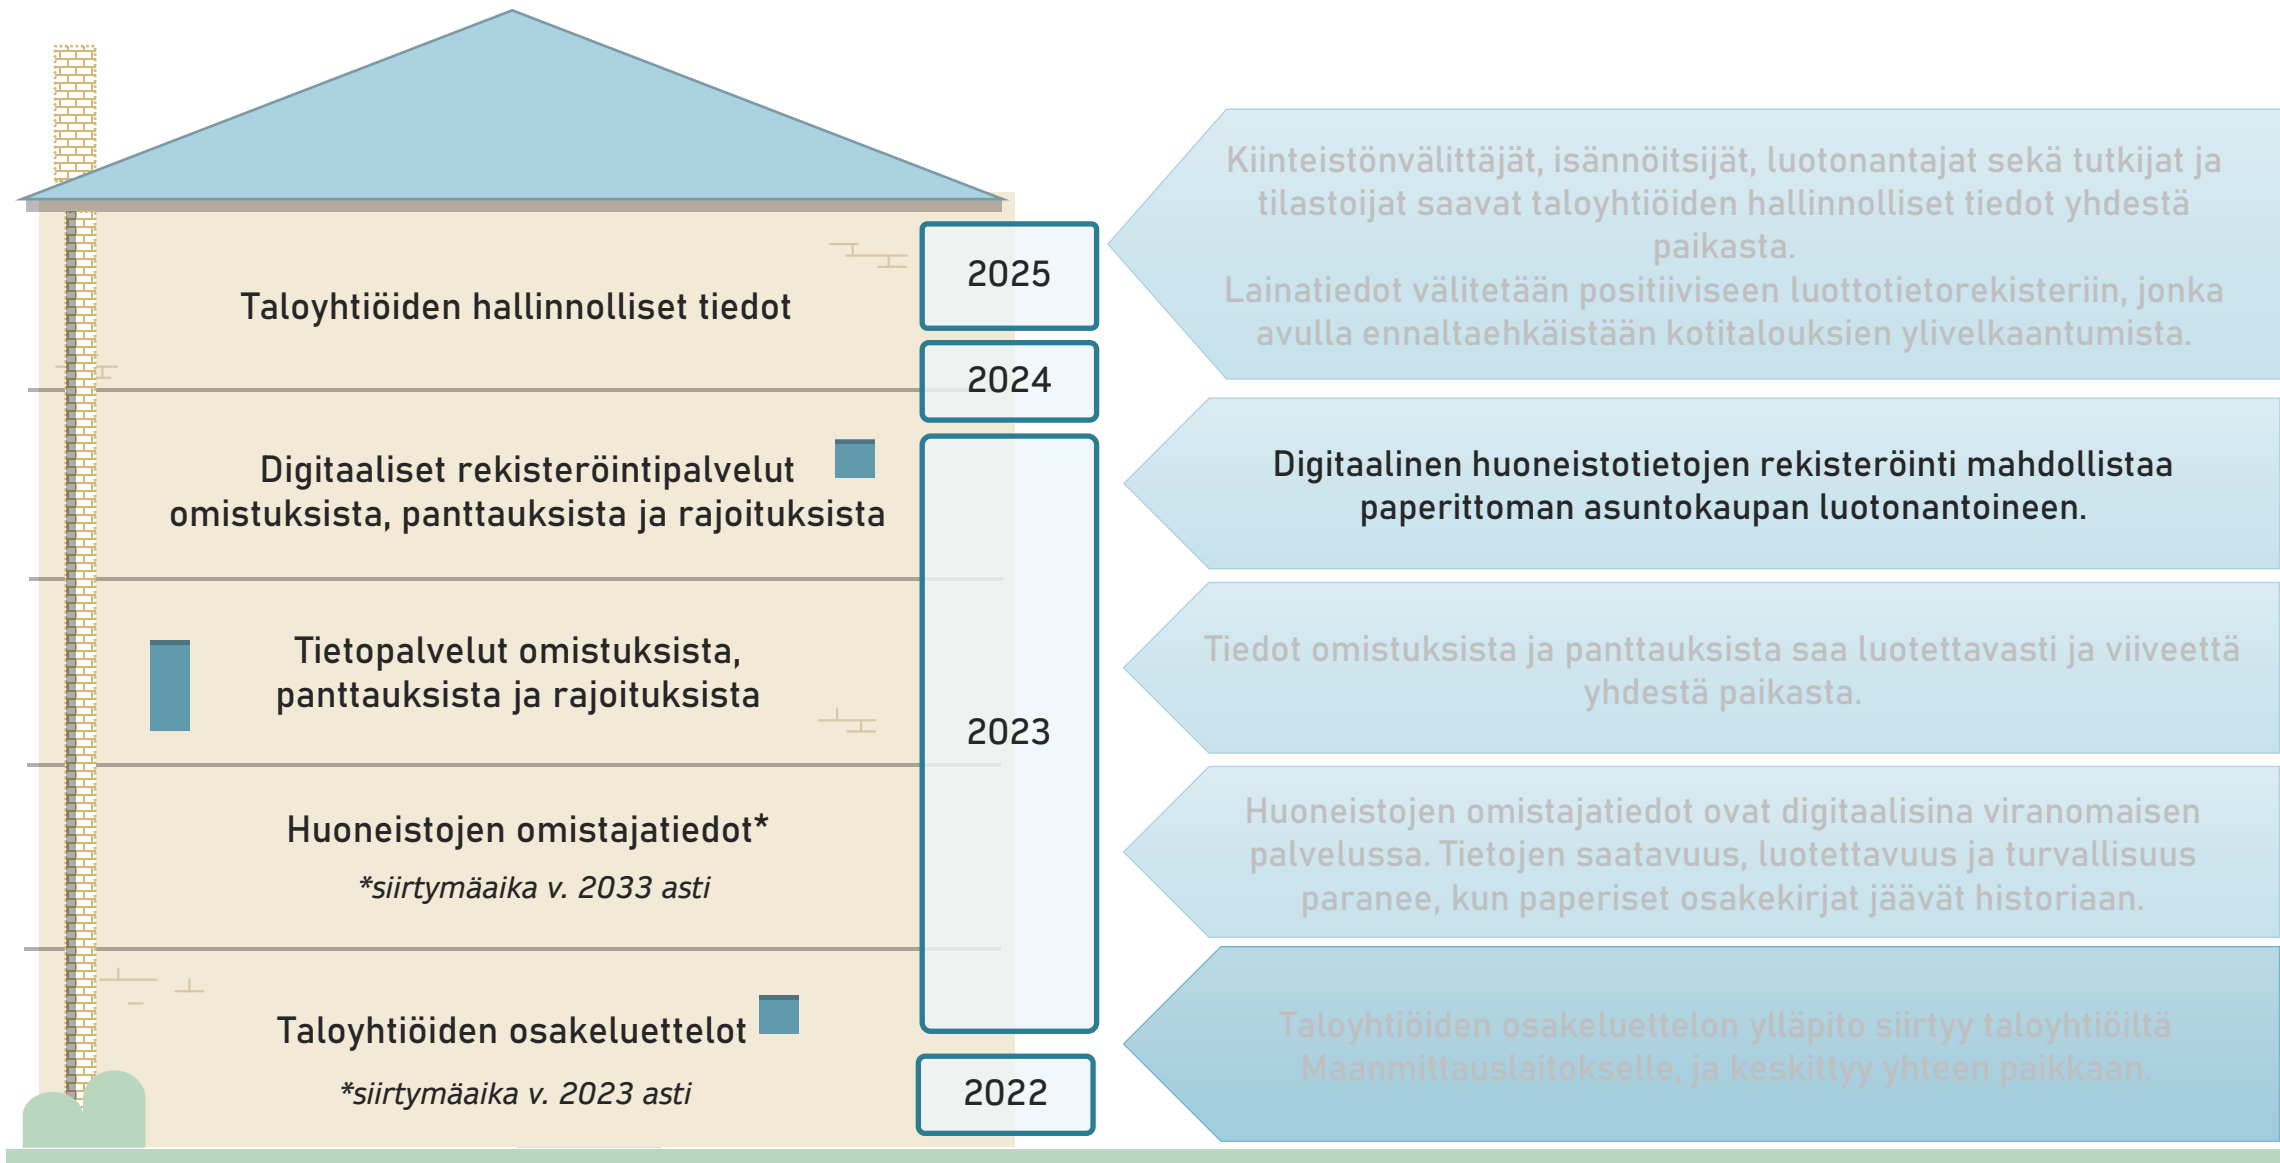 Taloyhtiöiden hallinnolliset tiedot
Digitaaliset rekisteröintipalvelut
omistuksista, panttauksista ja rajoituksista
Tietopalvelut omistuksista,
panttauksista ja rajoituksista
Huoneistojen omistajatiedot*
*siirtymäaika v. 2033 asti
Taloyhtiöiden osakeluettelot
*siirtymäaika v. 2023 asti
2025
2024
2023
2022
Kiinteistönvälittäjät, isännöitsijät, luotonantajat sekä tutkijat ja
tilastoijat saavat taloyhtiöiden hallinnolliset tiedot yhdestä
paikasta.
Lainatiedot välitetään positiiviseen luottotietorekisteriin, jonka
avulla ennaltaehkäistään kotitalouksien ylivelkaantumista.
Digitaalinen huoneistotietojen rekisteröinti mahdollistaa
paperittoman asuntokaupan luotonantoineen.
Tiedot omistuksista ja panttauksista saa luotettavasti ja viiveettä
yhdestä paikasta.
Huoneistojen omistajatiedot ovat digitaalisina viranomaisen
palvelussa. Tietojen saatavuus, luotettavuus ja turvallisuus
paranee, kun paperiset osakekirjat jäävät historiaan.
Taloyhtiöiden osakeluettelon ylläpito siirtyy taloyhtiöiltä
Maanmittauslaitokselle, ja keskittyy yhteen paikkaan.